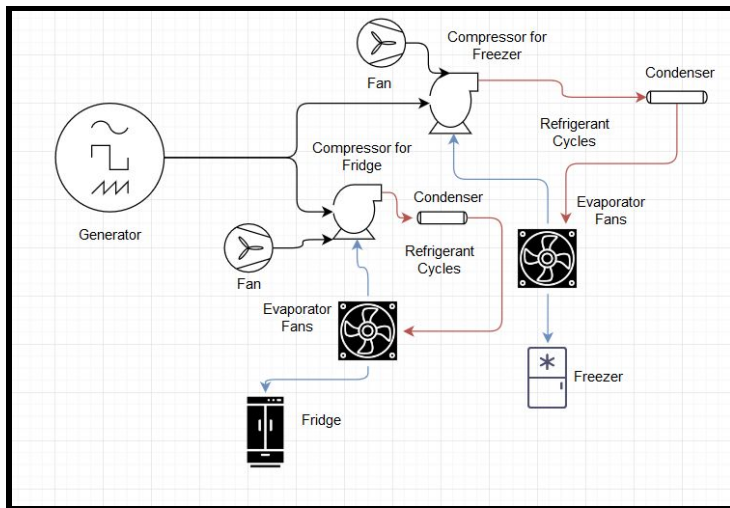 Compressor for
Freezer
Fan
Condenser
Refrigerant
Cycles
Compressor for
Fridge
Generator
Condenser
Evaporator
Fans
Refrigerant
Cycles
Fan
Evaporator
Fans
Freezer
Fridge